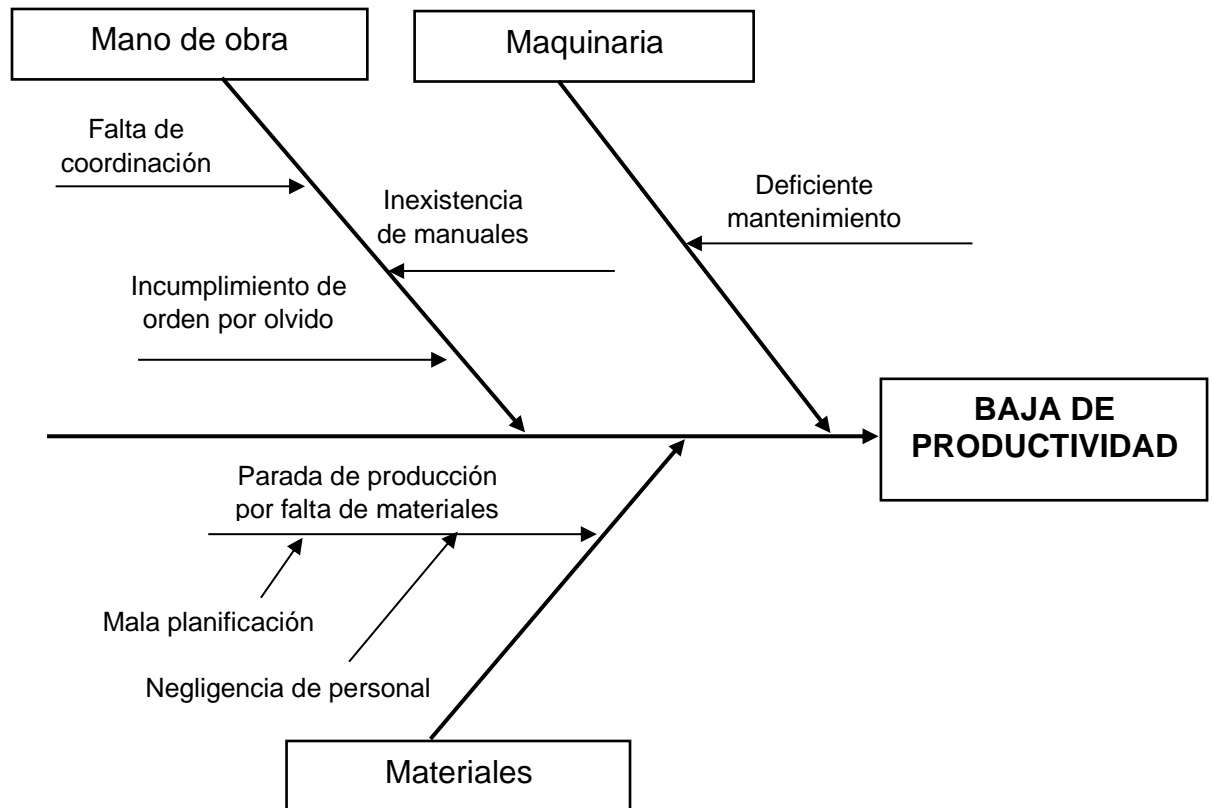 Mano de obra
Maquinaria
Falta de
coordinación
Inexistencia
de manuales
Deficiente
mantenimiento
Incumplimiento de
orden por olvido
BAJA DE
PRODUCTIVIDAD
Parada de producción
por falta de materiales
Mala planificación
Negligencia de personal
Materiales